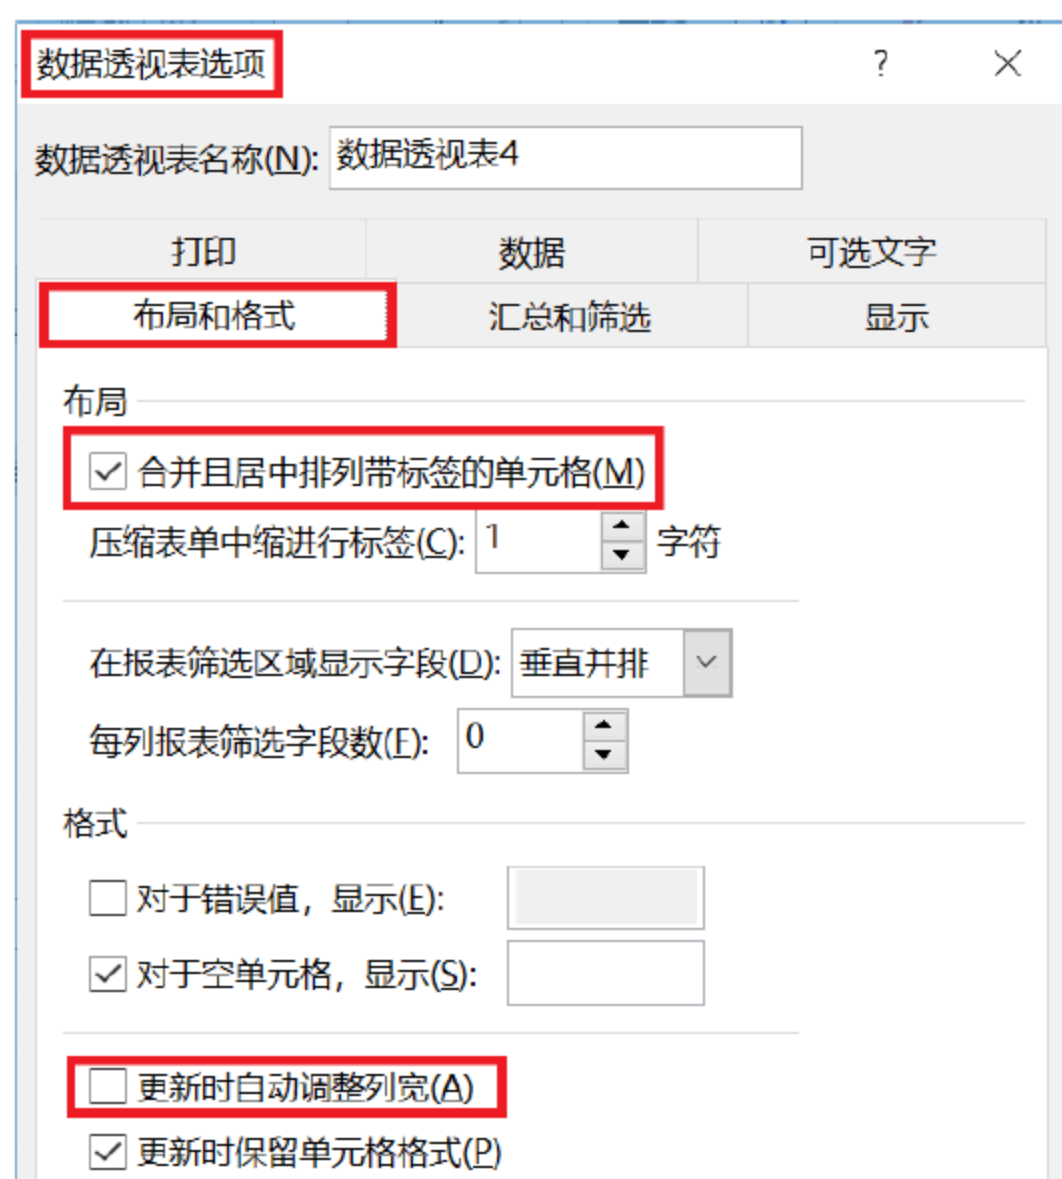 数据透视表选项 ?
数据透视表名称(N): 数据透视表4
打印 数据 可选文字
布局和格式 汇总和筛选 显示
布局
合并且居中排列带标签的单元格(M)
压缩表单中缩进行标签(C): 1 字符
在报表筛选区域显示字段(D): 垂直并排
每列报表筛选字段数(F): 0
格式
对于错误值，显示(E):
对于空单元格，显示(S):
更新时自动调整列宽(A)
更新时保留单元格格式(P)